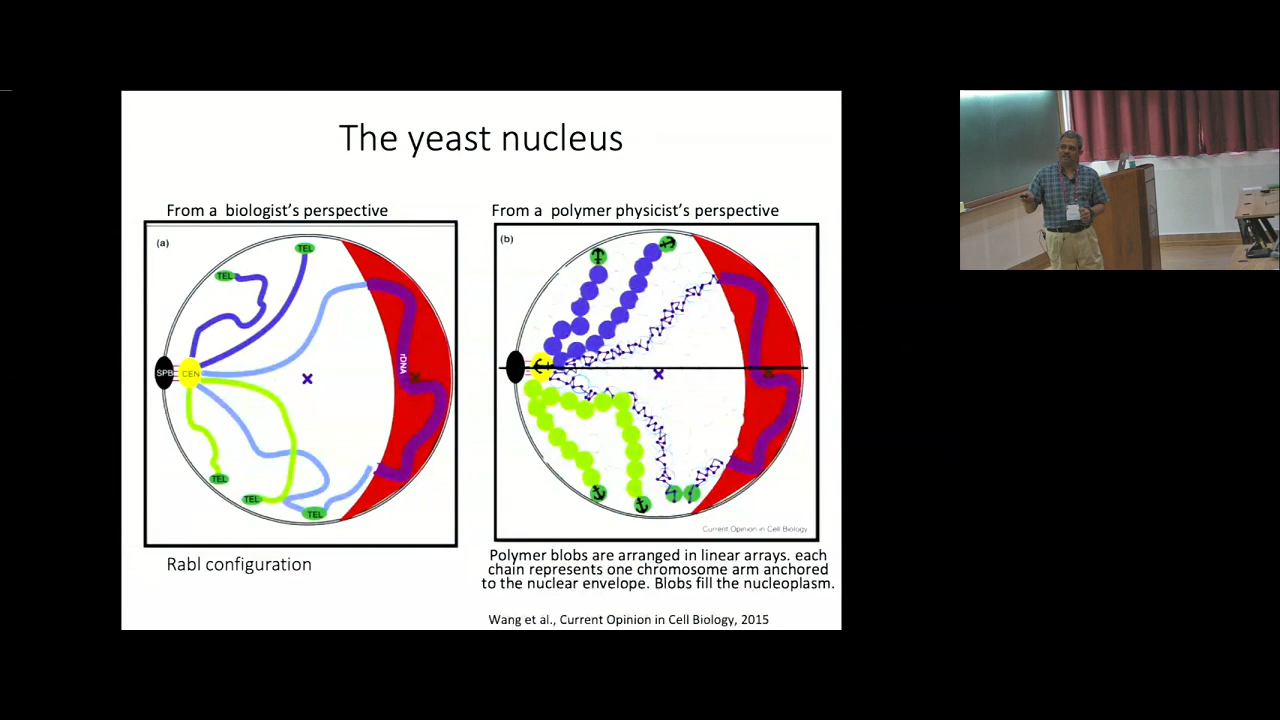 The yeast nucleus
From a biologist's perspective
From a polymer physicist's perspective
(a)
TEL
TEL
SPB
CEN
rDNA
TEL
TEL
TEL
(b)
Current Opinion in Cell Biology
Rabl configuration
Polymer blobs are arranged in linear arrays. each
chain represents one chromosome arm anchored
to the nuclear envelope. Blobs fill the nucleoplasm.
Wang et al., Current Opinion in Cell Biology, 2015